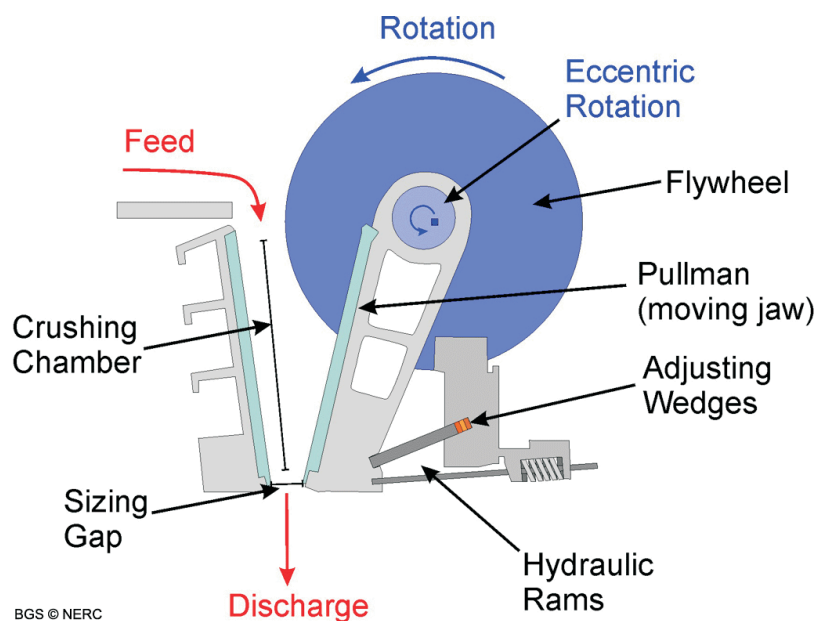 Rotation
Eccentric
Rotation
Feed
Flywheel
Pullman
(moving jaw)
Crushing
Chamber
Adjusting
Wedges
Sizing
Gap
Hydraulic
Rams
Discharge
BGS © NERC